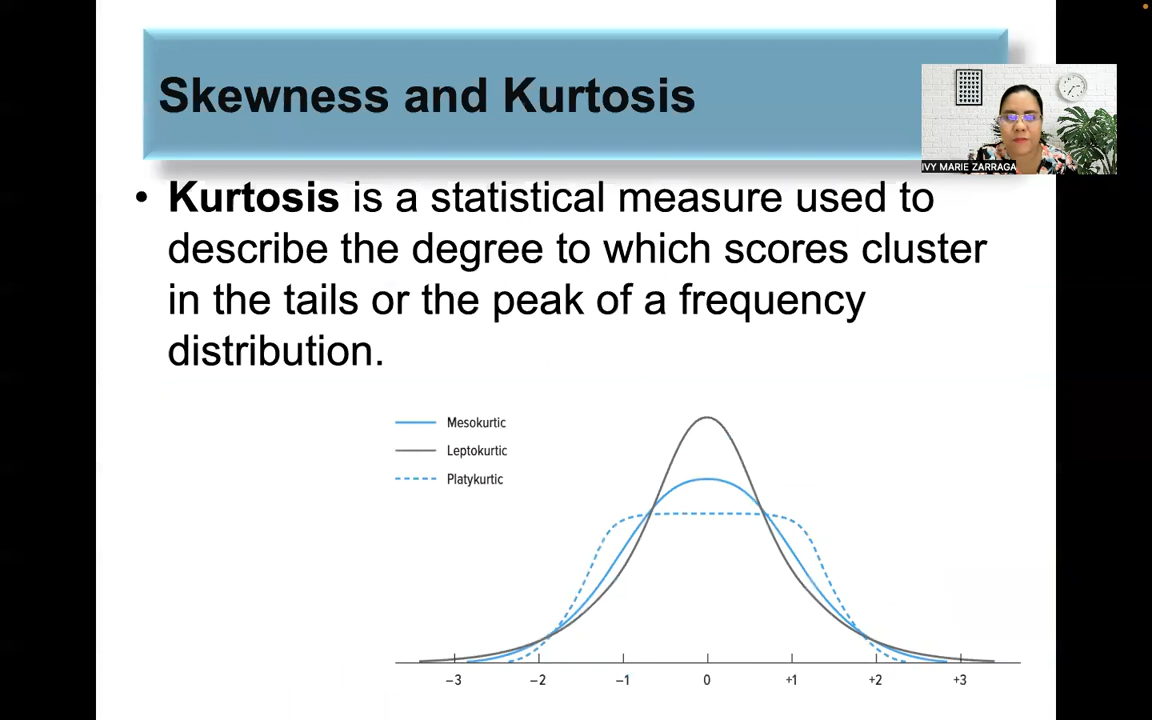 Skewness and Kurtosis
IVY MARIE ZARRAGA
• Kurtosis is a statistical measure used to
describe the degree to which scores cluster
in the tails or the peak of a frequency
distribution.
Mesokurtic
Leptokurtic
Platykurtic
−3 −2 −1 0 +1 +2 +3